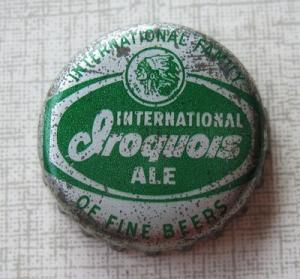 INTERNATIONAL FAMILY
INTERNATIONAL
Iroquois
ALE
OF FINE BEERS